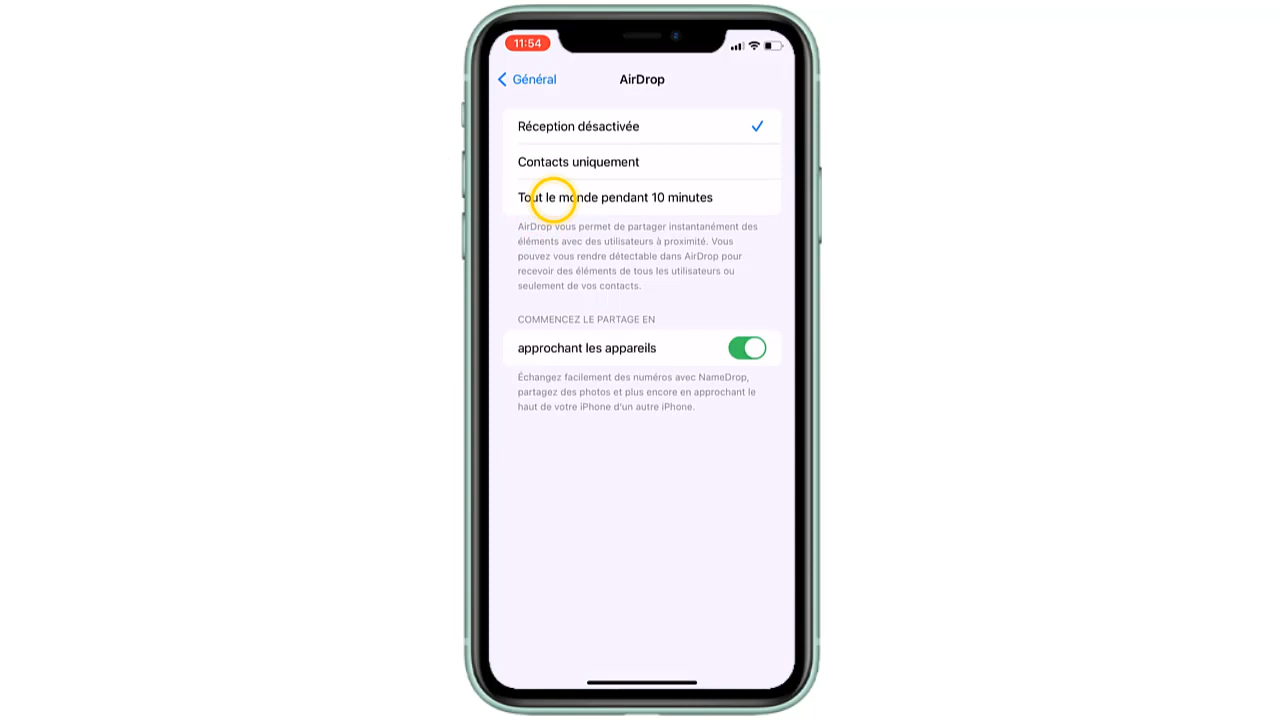 11:54
Général
AirDrop
Réception désactivée
Contacts uniquement
Tout le monde pendant 10 minutes
AirDrop vous permet de partager instantanément des
éléments avec des utilisateurs à proximité. Vous
pouvez vous rendre détectable dans AirDrop pour
recevoir des éléments de tous les utilisateurs ou
seulement de vos contacts.
COMMENCEZ LE PARTAGE EN
approchant les appareils
Échangez facilement des numéros avec NameDrop,
partagez des photos et plus encore en approchant le
haut de votre iPhone d'un autre iPhone.